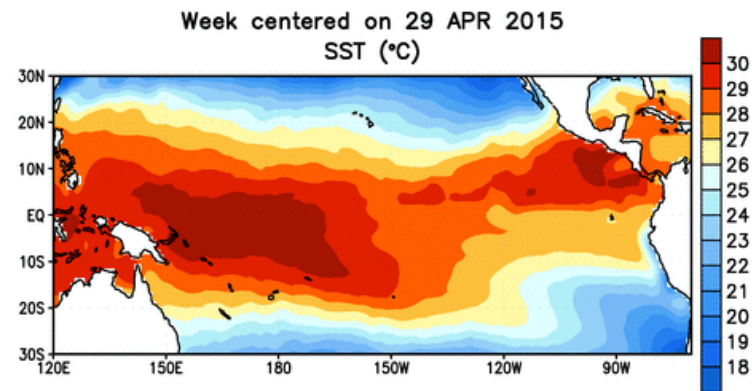 Week centered on 29 APR 2015
SST (°C)
30N
20N
10N
EQ
10S
20S
30S
120E 150E 180 150W 120W 90W
30
29
28
27
26
25
24
23
22
21
20
19
18